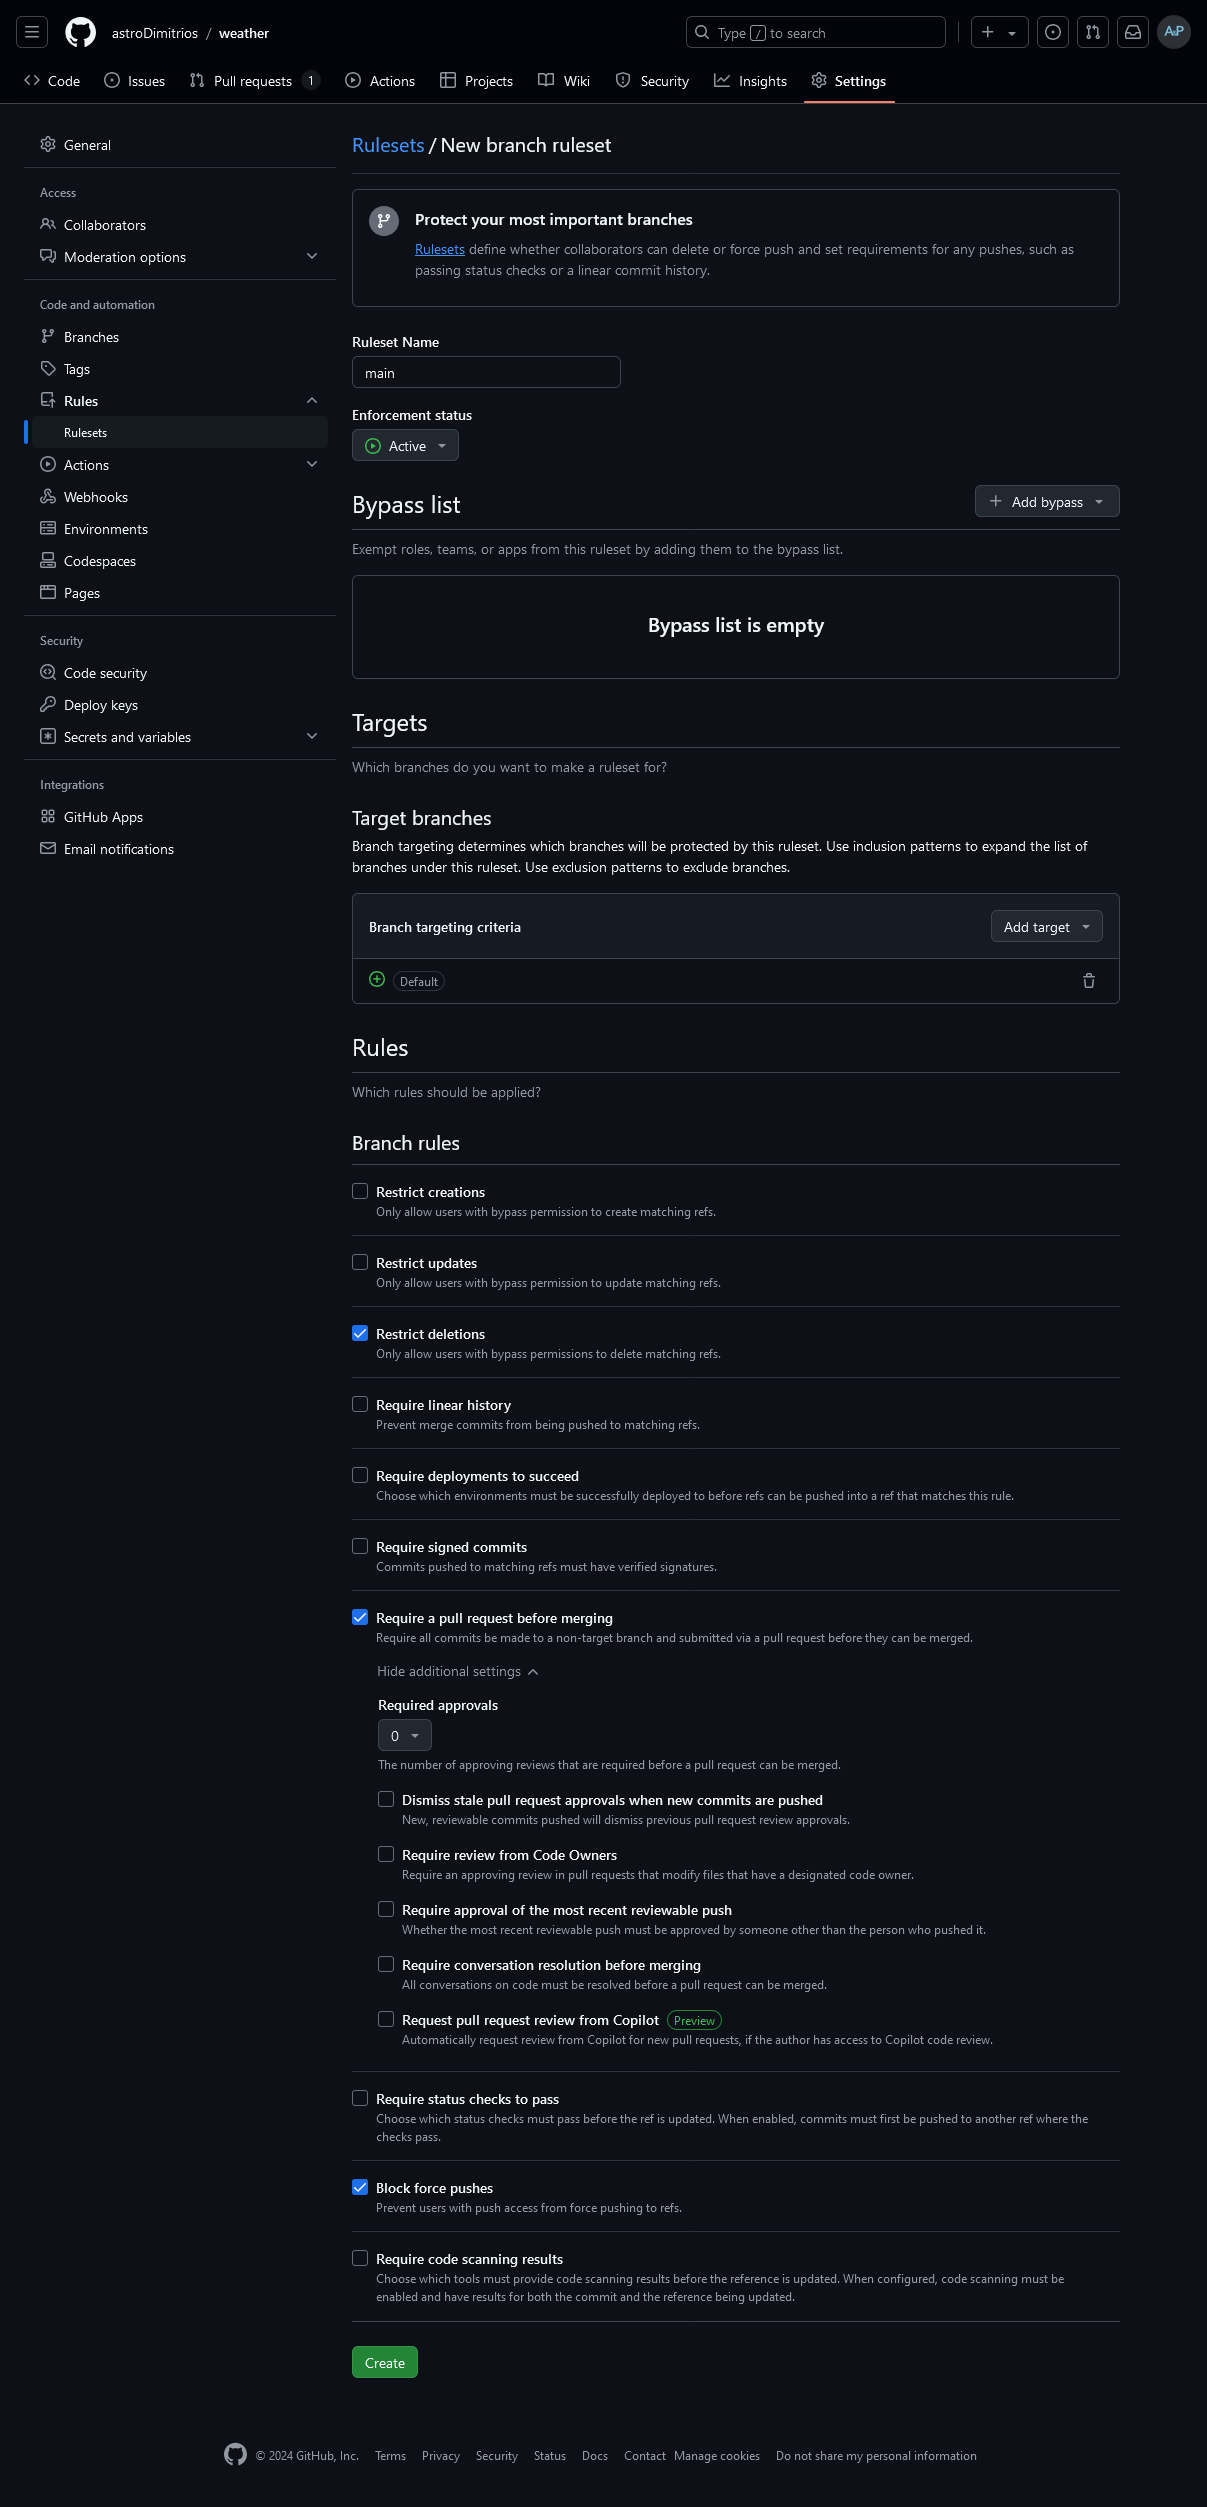 astroDimitrios / weather
Type / to search
A&P
Code
Issues
Pull requests 1
Actions
Projects
Wiki
Security
Insights
Settings
General
Access
Collaborators
Moderation options
Code and automation
Branches
Tags
Rules
Rulesets
Actions
Webhooks
Environments
Codespaces
Pages
Security
Code security
Deploy keys
Secrets and variables
Integrations
GitHub Apps
Email notifications
Rulesets / New branch ruleset
Protect your most important branches
Rulesets define whether collaborators can delete or force push and set requirements for any pushes, such as
passing status checks or a linear commit history.
Ruleset Name
main
Enforcement status
Active
Bypass list
Add bypass
Exempt roles, teams, or apps from this ruleset by adding them to the bypass list.
Bypass list is empty
Targets
Which branches do you want to make a ruleset for?
Target branches
Branch targeting determines which branches will be protected by this ruleset. Use inclusion patterns to expand the list of
branches under this ruleset. Use exclusion patterns to exclude branches.
Branch targeting criteria
Add target
Default
Rules
Which rules should be applied?
Branch rules
Restrict creations
Only allow users with bypass permission to create matching refs.
Restrict updates
Only allow users with bypass permission to update matching refs.
Restrict deletions
Only allow users with bypass permissions to delete matching refs.
Require linear history
Prevent merge commits from being pushed to matching refs.
Require deployments to succeed
Choose which environments must be successfully deployed to before refs can be pushed into a ref that matches this rule.
Require signed commits
Commits pushed to matching refs must have verified signatures.
Require a pull request before merging
Require all commits be made to a non-target branch and submitted via a pull request before they can be merged.
Hide additional settings
Required approvals
0
The number of approving reviews that are required before a pull request can be merged.
Dismiss stale pull request approvals when new commits are pushed
New, reviewable commits pushed will dismiss previous pull request review approvals.
Require review from Code Owners
Require an approving review in pull requests that modify files that have a designated code owner.
Require approval of the most recent reviewable push
Whether the most recent reviewable push must be approved by someone other than the person who pushed it.
Require conversation resolution before merging
All conversations on code must be resolved before a pull request can be merged.
Request pull request review from Copilot Preview
Automatically request review from Copilot for new pull requests, if the author has access to Copilot code review.
Require status checks to pass
Choose which status checks must pass before the ref is updated. When enabled, commits must first be pushed to another ref where the
checks pass.
Block force pushes
Prevent users with push access from force pushing to refs.
Require code scanning results
Choose which tools must provide code scanning results before the reference is updated. When configured, code scanning must be
enabled and have results for both the commit and the reference being updated.
Create
© 2024 GitHub, Inc. Terms Privacy Security Status Docs Contact Manage cookies Do not share my personal information